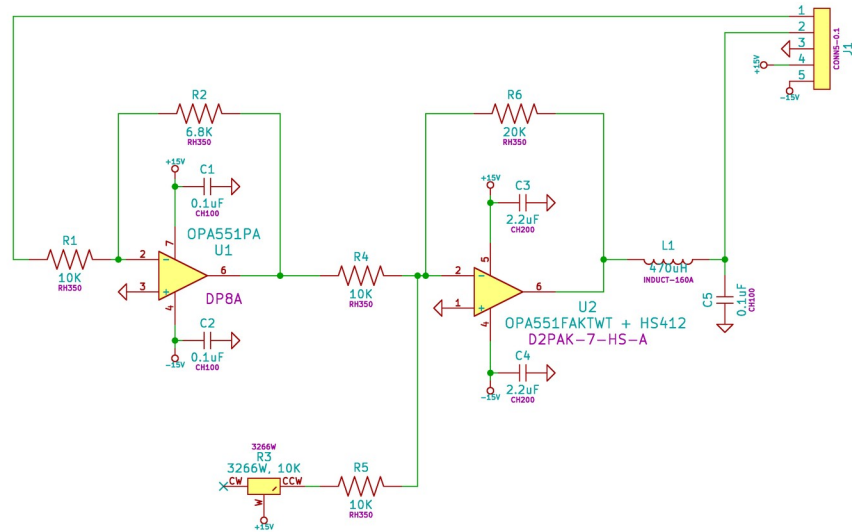 1
2
3
4
5
+15V
-15V
CONN5-0.1
J1
R2
6.8K
RH350
R6
20K
RH350
+15V
C1
0.1uF
CH100
OPA551PA
U1
7
2
6
3
4
DP8A
R1
10K
RH350
C2
0.1uF
CH100
-15V
R4
10K
RH350
+15V
C3
2.2uF
CH200
5
2
6
1
4
U2
OPA551FAKTWT + HS412
D2PAK-7-HS-A
C4
2.2uF
CH200
-15V
L1
470uH
INDUCT-160A
C5
0.1uF
CH100
3266W
R3
3266W, 10K
CW
CCW
W
+15V
R5
10K
RH350